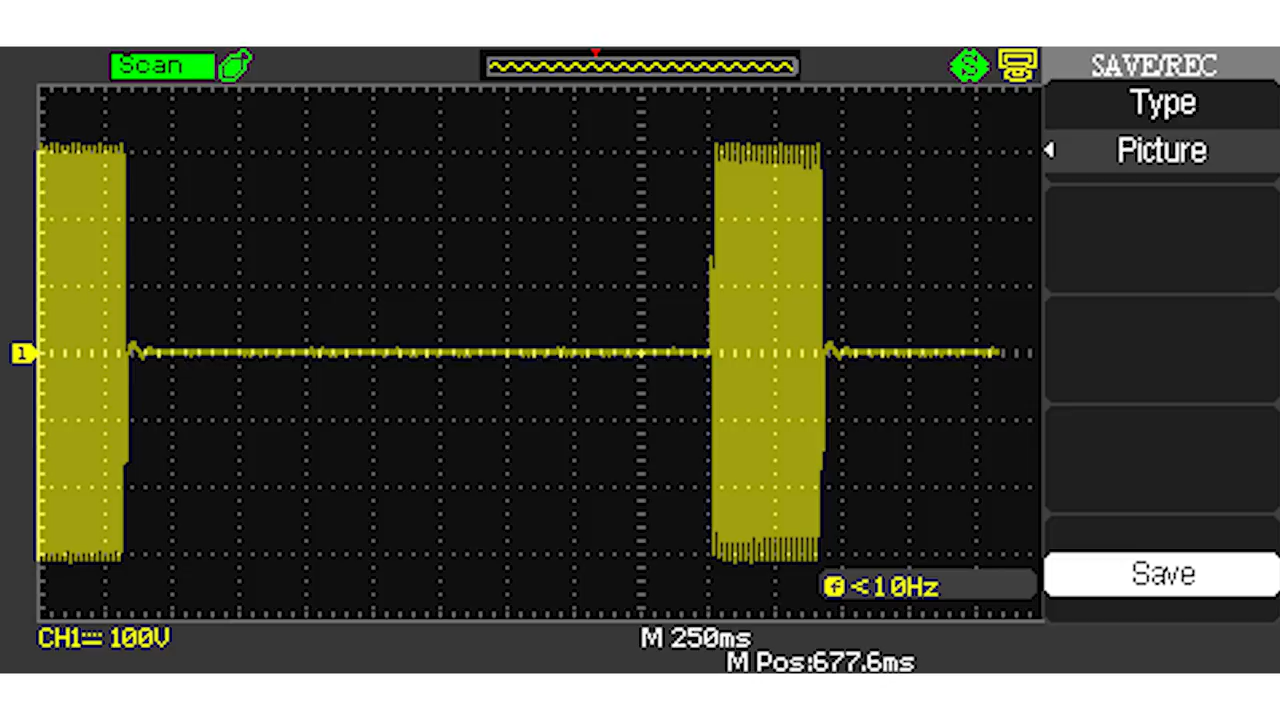 Scan
S
SAVE/REC
Type
Picture
1
f <10Hz
Save
CH1 100V
M 250ms
M Pos:677.6ms